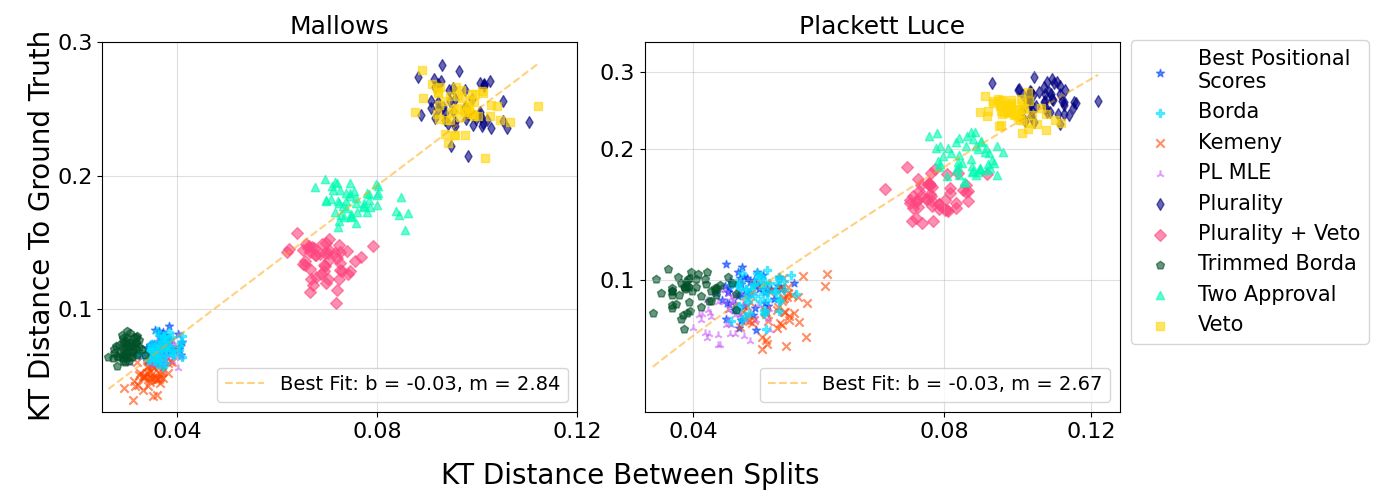 Mallows
Plackett Luce
KT Distance To Ground Truth
0.3
0.2
0.1
0.04
0.08
0.12
Best Fit: b = -0.03, m = 2.84
0.3
0.2
0.1
0.04
0.08
0.12
Best Fit: b = -0.03, m = 2.67
KT Distance Between Splits
Best Positional
Scores
Borda
Kemeny
PL MLE
Plurality
Plurality + Veto
Trimmed Borda
Two Approval
Veto